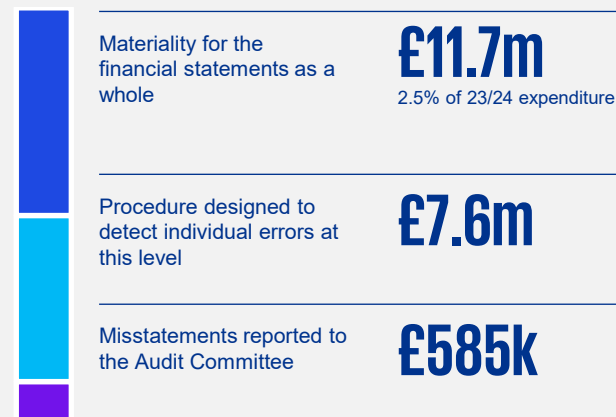 Materiality for the
financial statements as a
whole
£11.7m
2.5% of 23/24 expenditure
Procedure designed to
detect individual errors at
this level
£7.6m
Misstatements reported to
the Audit Committee
£585k